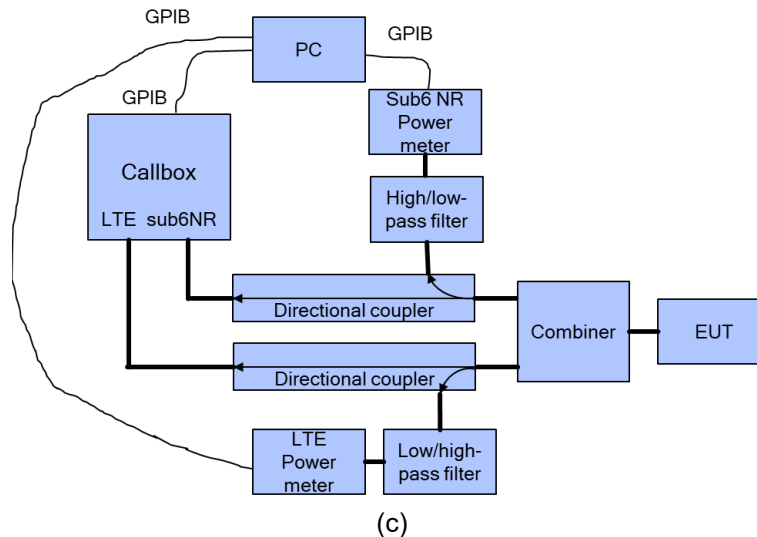 GPIB
PC
GPIB
GPIB
Sub6 NR
Power
meter
Callbox
LTE sub6NR
High/low-
pass filter
Directional coupler
Combiner
EUT
Directional coupler
LTE
Power
meter
Low/high-
pass filter
(c)